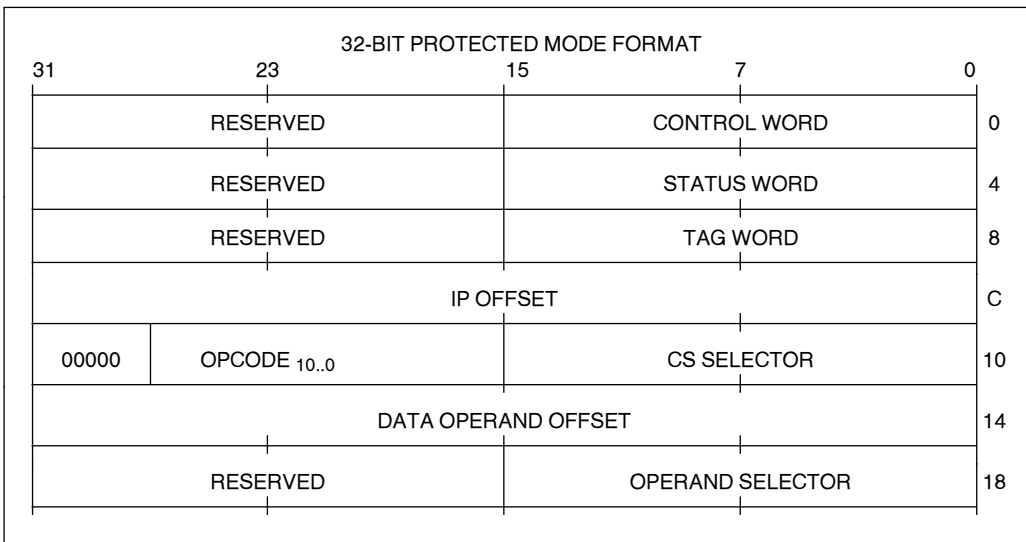 32-BIT PROTECTED MODE FORMAT
31 23 15 7 0
RESERVED CONTROL WORD 0
RESERVED STATUS WORD 4
RESERVED TAG WORD 8
IP OFFSET C
00000 OPCODE 10..0 CS SELECTOR 10
DATA OPERAND OFFSET 14
RESERVED OPERAND SELECTOR 18